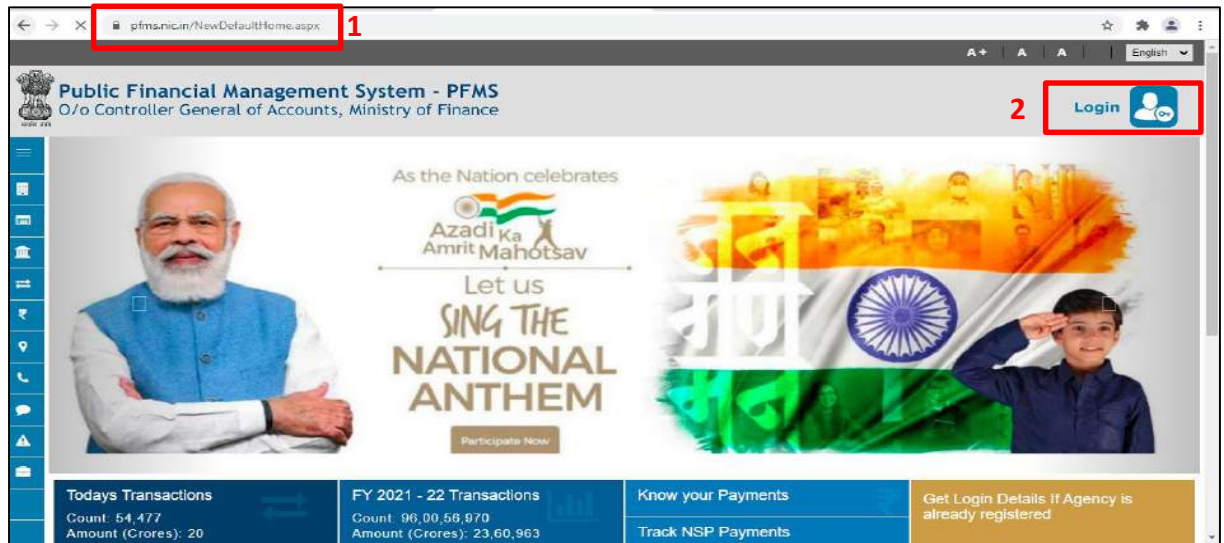 pfms.nic.in/NewDefaultHome.aspx
1
A+ | A | A | | English
Public Financial Management System - PFMS
O/o Controller General of Accounts, Ministry of Finance
2
Login
As the Nation celebrates
Azadi Ka
Amrit Mahotsav
Let us
SING THE
NATIONAL
ANTHEM
Participate Now
जन
गण
मन
Todays Transactions
Count: 54,477
Amount (Crores): 20
FY 2021 - 22 Transactions
Count: 96,00,56,970
Amount (Crores): 23,60,963
Know your Payments
Track NSP Payments
Get Login Details If Agency is
already registered